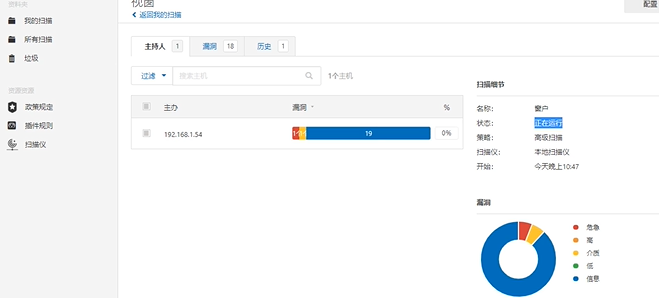 资料夹
我的扫描
所有扫描
垃圾
资源资源
政策规定
插件规则
扫描仪
视窗
配置
返回我的扫描
主持人 1
漏洞 18
历史 1
过滤
搜索主机
1个主机
主办 漏洞 %
192.168.1.54 19 0%
扫描细节
名称: 窗户
状态: 正在运行
策略: 高级扫描
扫描仪: 本地扫描仪
开始: 今天晚上10:47
漏洞
危急
高
介质
低
信息